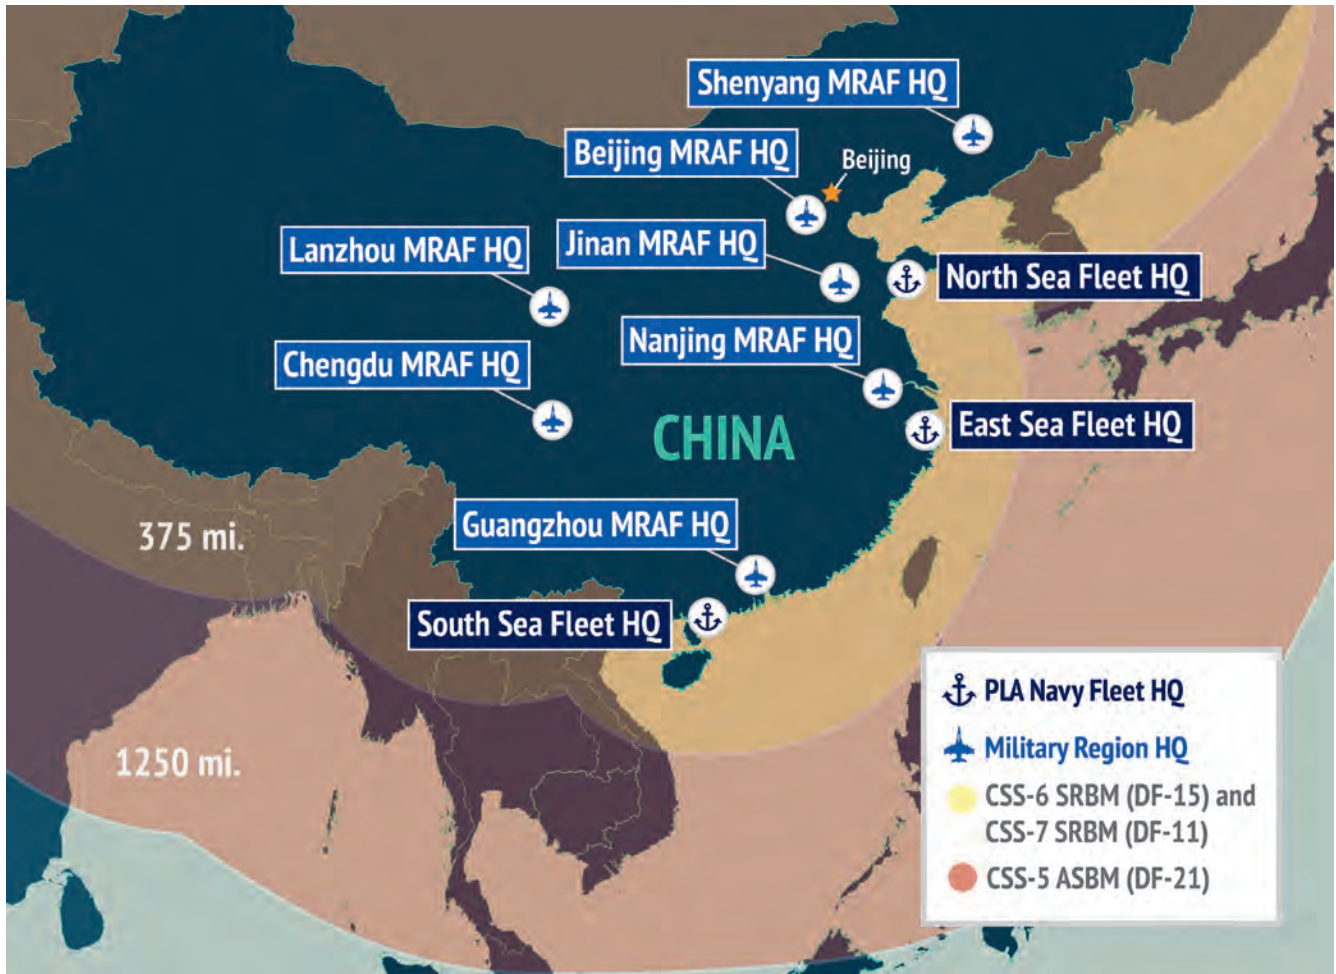 Shenyang MRAF HQ
Beijing MRAF HQ
Beijing
Lanzhou MRAF HQ
Jinan MRAF HQ
North Sea Fleet HQ
Nanjing MRAF HQ
Chengdu MRAF HQ
East Sea Fleet HQ
CHINA
375 mi.
Guangzhou MRAF HQ
South Sea Fleet HQ
1250 mi.
PLA Navy Fleet HQ
Military Region HQ
CSS-6 SRBM (DF-15) and
CSS-7 SRBM (DF-11)
CSS-5 ASBM (DF-21)